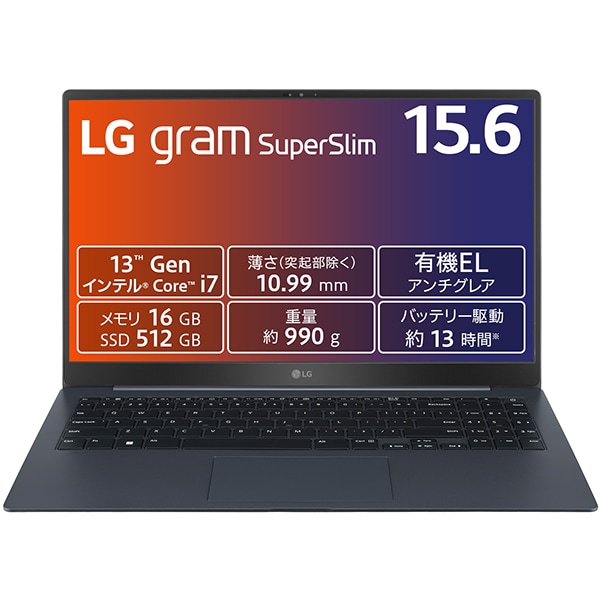 LG gram SuperSlim 15.6
13TH Gen
インテル® Core™ i7
薄さ(突起部除く)
10.99 mm
有機EL
アンチグレア
メモリ 16 GB
SSD 512 GB
重量
約 990 g
バッテリー駆動
約 13 時間※
LG